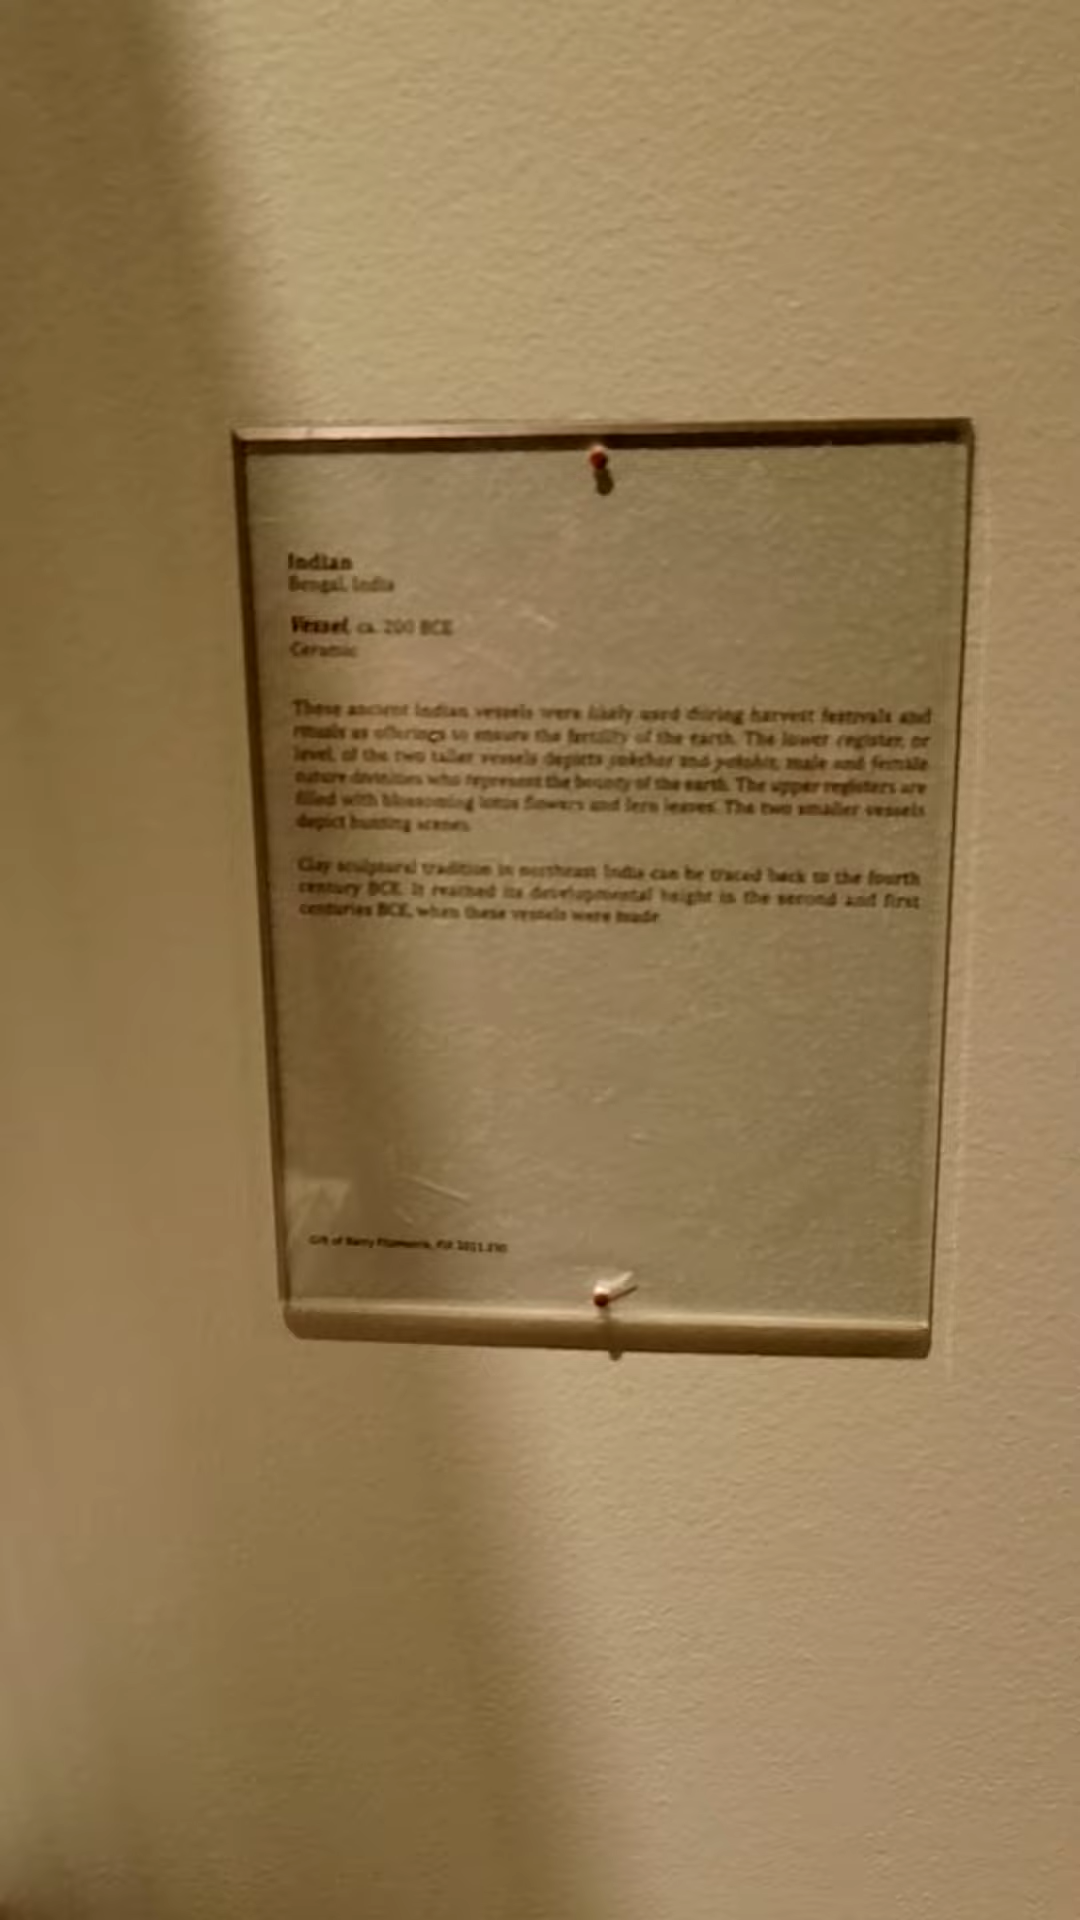 Indian
Bengal, India
Vessel, ca. 200 BCE
Ceramic
These ancient Indian vessels were likely used during harvest festivals and
rituals as offerings to ensure the fertility of the earth. The lower register, or
level, of the two taller vessels depicts yakshas and yakshis, male and female
nature divinities who represent the bounty of the earth. The upper registers are
filled with blossoming lotus flowers and fern leaves. The two smaller vessels
depict hunting scenes.
Clay sculptural tradition in northeast India can be traced back to the fourth
century BCE. It reached its developmental height in the second and first
centuries BCE, when these vessels were made.
Gift of Barry